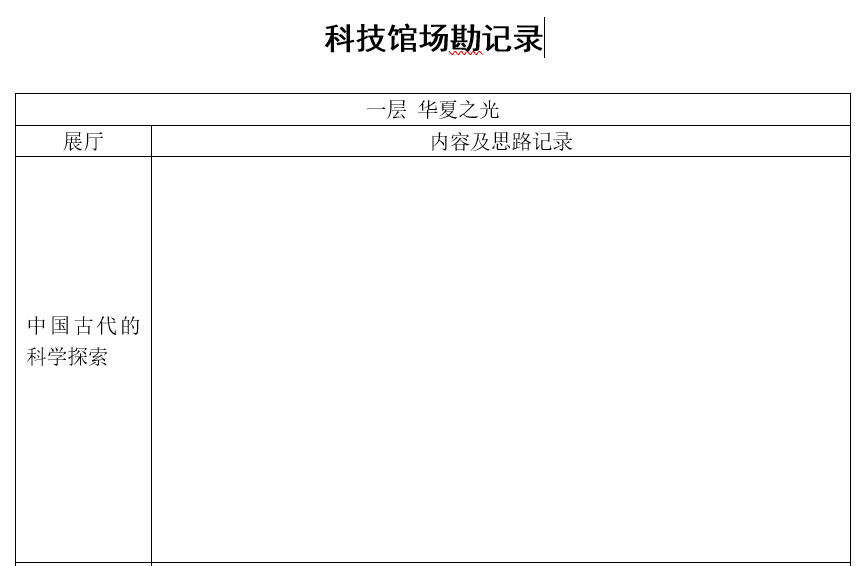 科技馆场勘记录
一层 华夏之光
展厅 内容及思路记录
中国古代的
科学探索